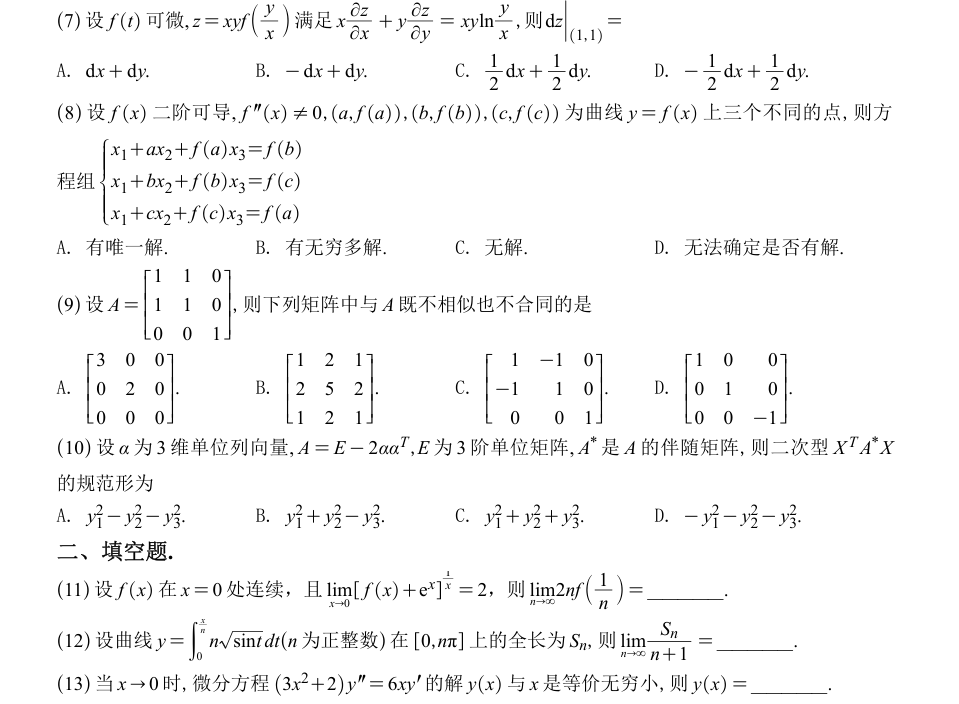 (7) 设 f(t) 可微, z = xyf(y/x) 满足 x ∂z/∂x + y ∂z/∂y = xyln y/x, 则 dz|(1,1) =
A. dx + dy. B. −dx + dy. C. 1/2 dx + 1/2 dy. D. −1/2 dx + 1/2 dy.
(8) 设 f(x) 二阶可导, f″(x) ≠ 0, (a, f(a)), (b, f(b)), (c, f(c)) 为曲线 y = f(x) 上三个不同的点, 则方
程组 { x₁+ax₂+f(a)x₃=f(b)
x₁+bx₂+f(b)x₃=f(c)
x₁+cx₂+f(c)x₃=f(a)
A. 有唯一解. B. 有无穷多解. C. 无解. D. 无法确定是否有解.
(9) 设 A = [1 1 0; 1 1 0; 0 0 1], 则下列矩阵中与 A 既不相似也不合同的是
A. [3 0 0; 0 2 0; 0 0 0]. B. [1 2 1; 2 5 2; 1 2 1]. C. [1 −1 0; −1 1 0; 0 0 1]. D. [1 0 0; 0 1 0; 0 0 −1].
(10) 设 α 为 3 维单位列向量, A = E − 2ααᵀ, E 为 3 阶单位矩阵, A* 是 A 的伴随矩阵, 则二次型 XᵀA*X
的规范形为
A. y₁² − y₂² − y₃². B. y₁² + y₂² − y₃². C. y₁² + y₂² + y₃². D. −y₁² − y₂² − y₃².
二、填空题.
(11) 设 f(x) 在 x = 0 处连续，且 lim(x→0) [f(x) + eˣ]^(1/x) = 2，则 lim(n→∞) 2nf(1/n) = ________.
(12) 设曲线 y = ∫₀^(x/n) n√sint dt (n 为正整数) 在 [0, nπ] 上的全长为 Sₙ, 则 lim(n→∞) Sₙ/(n+1) = ________.
(13) 当 x → 0 时, 微分方程 (3x² + 2)y″ = 6xy′ 的解 y(x) 与 x 是等价无穷小, 则 y(x) = ________.